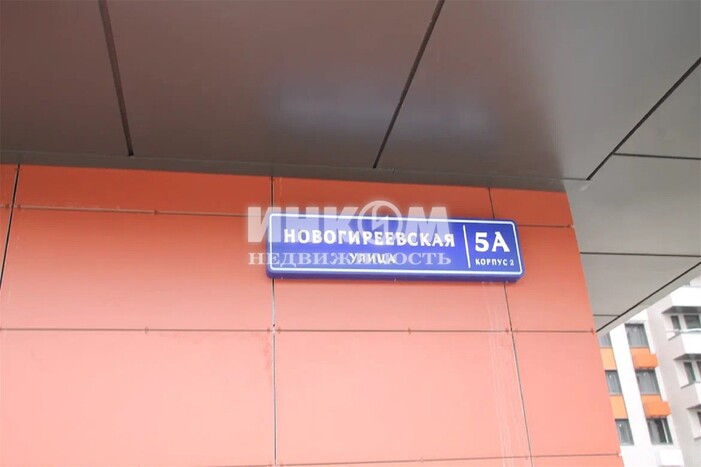 ИНКОМ
НЕДВИЖИМОСТЬ
НОВОГИРЕЕВСКАЯ
УЛИЦА
5А
КОРПУС 2